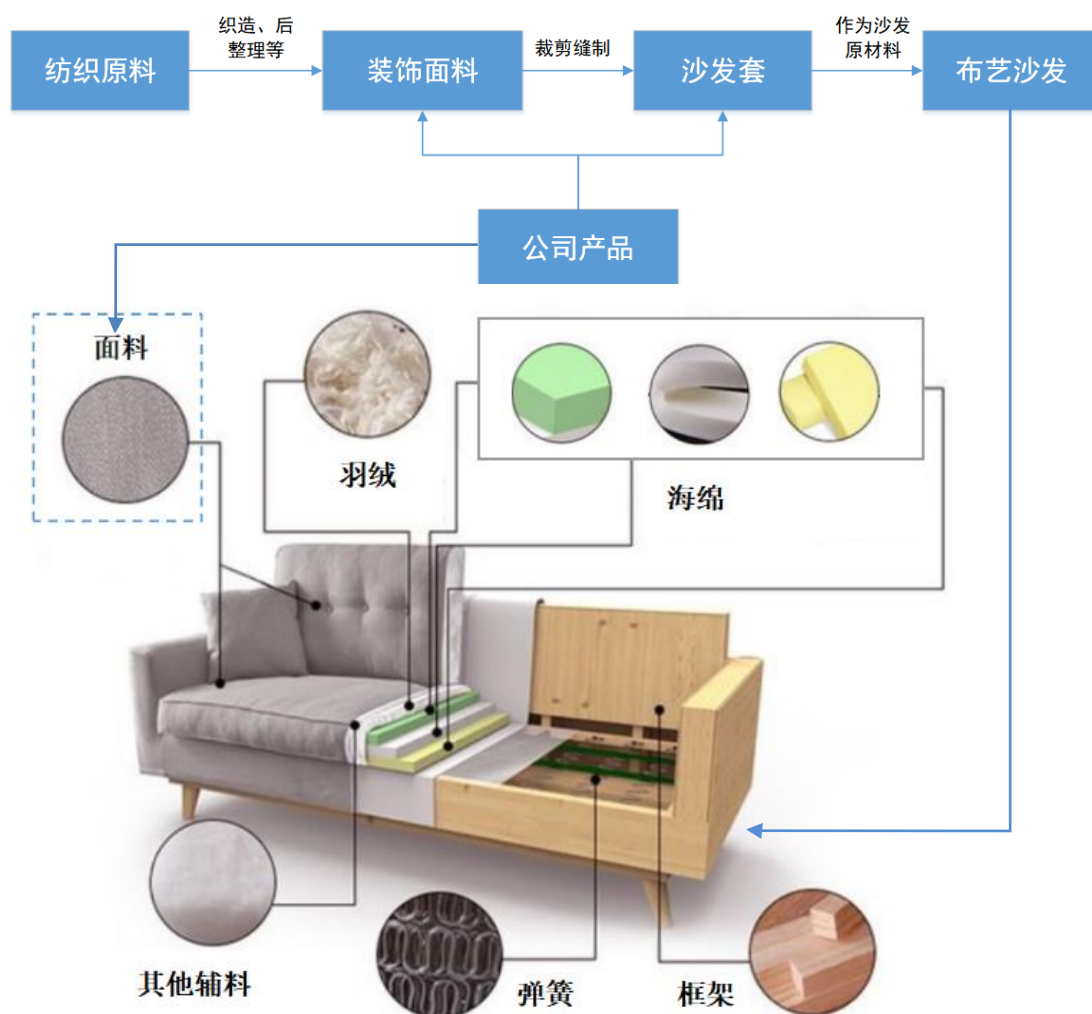 织造、后
整理等
裁剪缝制
作为沙发
原材料
纺织原料
装饰面料
沙发套
布艺沙发
公司产品
面料
羽绒
海绵
其他辅料
弹簧
框架